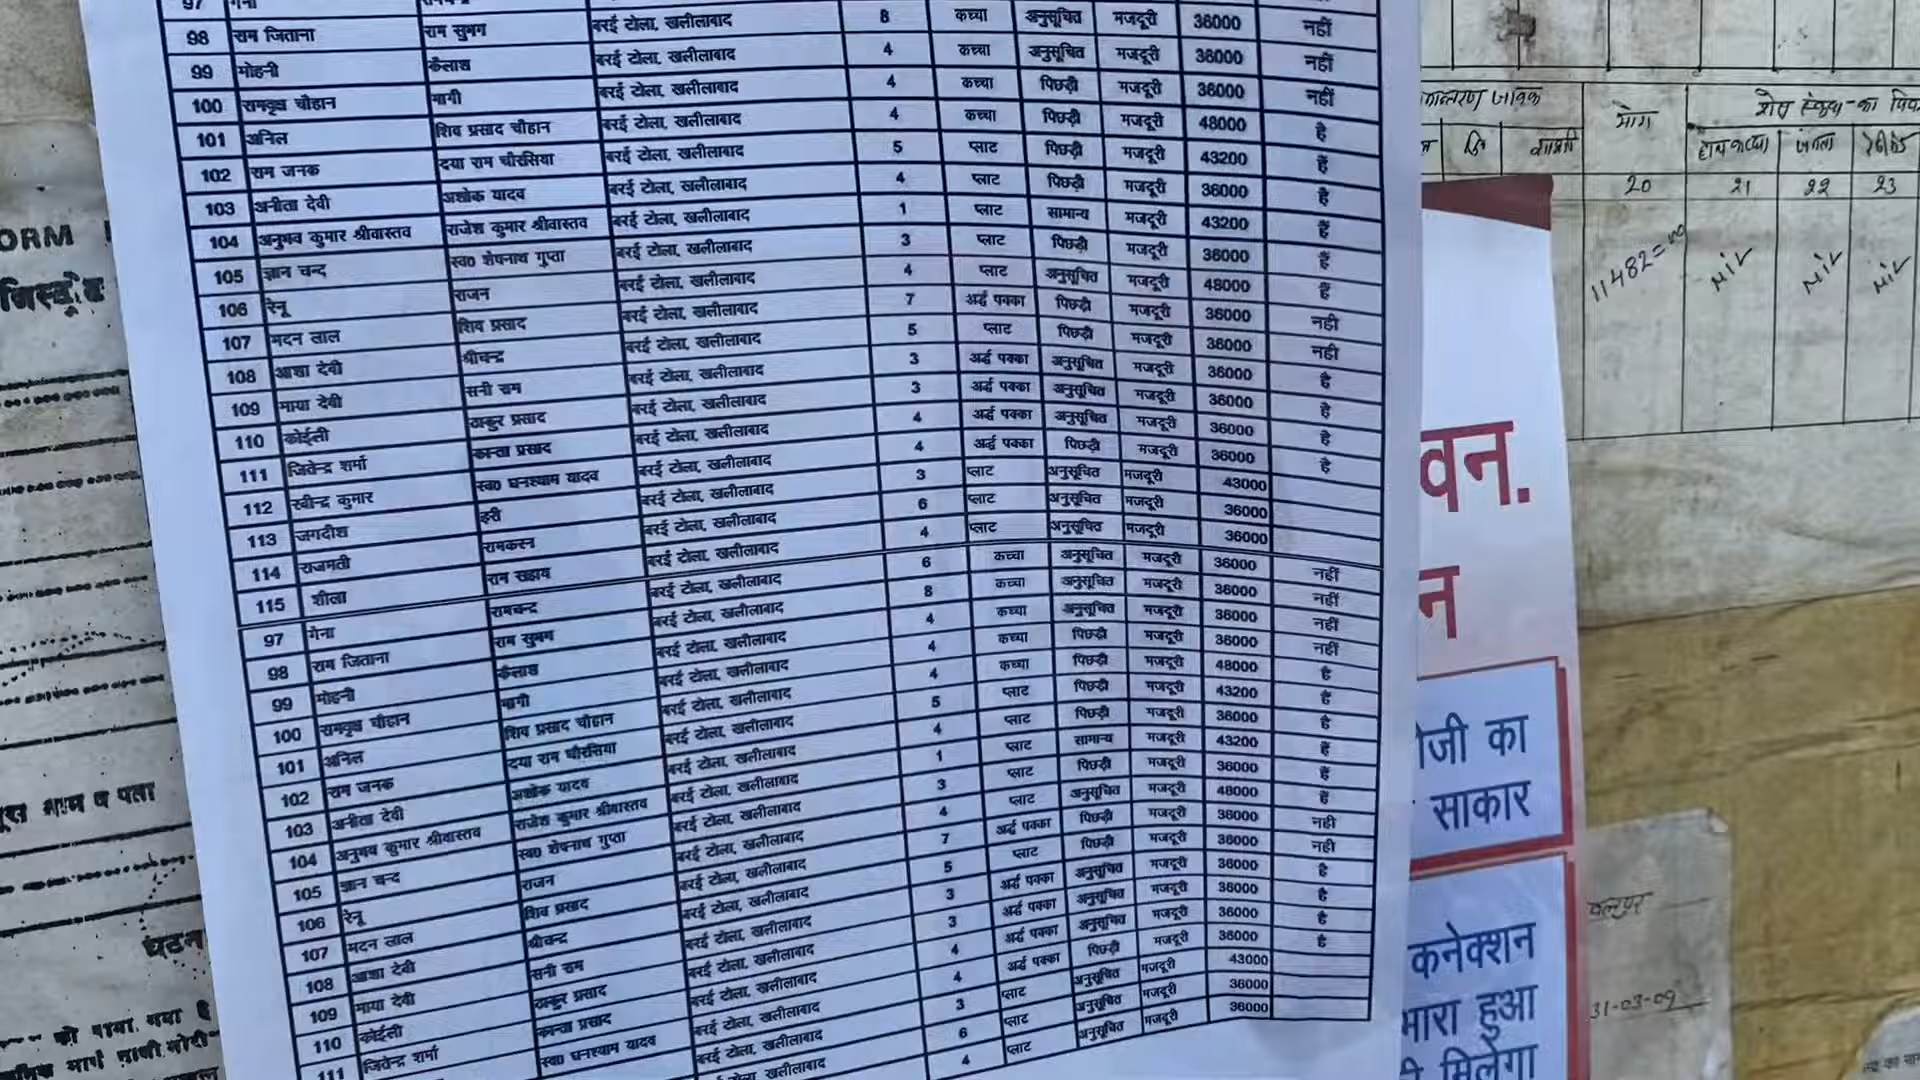 97 गेना
98 राम जिताना राम सुभग बरई टोला, खलीलाबाद 8 कच्चा अनुसूचित मजदूरी 36000 नहीं
99 मोहनी कैलाश बरई टोला, खलीलाबाद 4 कच्चा अनुसूचित मजदूरी 36000 नहीं
100 रामवृक्ष चौहान मागी बरई टोला, खलीलाबाद 4 कच्चा पिछड़ी मजदूरी 36000 नहीं
101 अनिल शिव प्रसाद चौहान बरई टोला, खलीलाबाद 4 कच्चा पिछड़ी मजदूरी 48000 है
102 राम जनक दया राम चौरसिया बरई टोला, खलीलाबाद 5 प्लाट पिछड़ी मजदूरी 43200 हैं
103 अनीता देवी अशोक यादव बरई टोला, खलीलाबाद 4 प्लाट पिछड़ी मजदूरी 36000 है
104 अनुभव कुमार श्रीवास्तव राजेश कुमार श्रीवास्तव बरई टोला, खलीलाबाद 1 प्लाट सामान्य मजदूरी 43200 हैं
105 ज्ञान चन्द स्व0 शेषनाथ गुप्ता बरई टोला, खलीलाबाद 3 प्लाट पिछड़ी मजदूरी 36000 हैं
106 रेनू राजन बरई टोला, खलीलाबाद 4 प्लाट अनुसूचित मजदूरी 48000 हैं
107 मदन लाल शिव प्रसाद बरई टोला, खलीलाबाद 7 अर्द्ध पक्का पिछड़ी मजदूरी 36000 नही
108 आशा देवी श्रीचन्द्र बरई टोला, खलीलाबाद 5 प्लाट पिछड़ी मजदूरी 36000 नही
109 माया देवी सनी राम बरई टोला, खलीलाबाद 3 अर्द्ध पक्का अनुसूचित मजदूरी 36000 है
110 कोईली ठाकुर प्रसाद बरई टोला, खलीलाबाद 3 अर्द्ध पक्का अनुसूचित मजदूरी 36000 है
111 जितेन्द्र शर्मा कान्ता प्रसाद बरई टोला, खलीलाबाद 4 अर्द्ध पक्का अनुसूचित मजदूरी 36000 है
112 रवीन्द्र कुमार स्व0 घनश्याम यादव बरई टोला, खलीलाबाद 4 अर्द्ध पक्का पिछड़ी मजदूरी 36000 है
113 जगदीश हरी बरई टोला, खलीलाबाद 3 प्लाट अनुसूचित मजदूरी 43000
114 राजमती रामकरन बरई टोला, खलीलाबाद 6 प्लाट अनुसूचित मजदूरी 36000
115 शीला राम सहाय बरई टोला, खलीलाबाद 4 प्लाट अनुसूचित मजदूरी 36000
97 गेना रामचन्द्र बरई टोला, खलीलाबाद 6 कच्चा अनुसूचित मजदूरी 36000 नहीं
98 राम जिताना राम सुभग बरई टोला, खलीलाबाद 8 कच्चा अनुसूचित मजदूरी 36000 नहीं
99 मोहनी कैलाश बरई टोला, खलीलाबाद 4 कच्चा अनुसूचित मजदूरी 36000 नहीं
100 रामवृक्ष चौहान मागी बरई टोला, खलीलाबाद 4 कच्चा पिछड़ी मजदूरी 36000 नहीं
101 अनिल शिव प्रसाद चौहान बरई टोला, खलीलाबाद 4 कच्चा पिछड़ी मजदूरी 48000 है
102 राम जनक दया राम चौरसिया बरई टोला, खलीलाबाद 5 प्लाट पिछड़ी मजदूरी 43200 हैं
103 अनीता देवी अशोक यादव बरई टोला, खलीलाबाद 4 प्लाट पिछड़ी मजदूरी 36000 है
104 अनुभव कुमार श्रीवास्तव राजेश कुमार श्रीवास्तव बरई टोला, खलीलाबाद 1 प्लाट सामान्य मजदूरी 43200 हैं
105 ज्ञान चन्द स्व0 शेषनाथ गुप्ता बरई टोला, खलीलाबाद 3 प्लाट पिछड़ी मजदूरी 36000 हैं
106 रेनू राजन बरई टोला, खलीलाबाद 4 प्लाट अनुसूचित मजदूरी 48000 हैं
107 मदन लाल शिव प्रसाद बरई टोला, खलीलाबाद 7 अर्द्ध पक्का पिछड़ी मजदूरी 36000 नही
108 आशा देवी श्रीचन्द्र बरई टोला, खलीलाबाद 5 प्लाट पिछड़ी मजदूरी 36000 नही
109 माया देवी सनी राम बरई टोला, खलीलाबाद 3 अर्द्ध पक्का अनुसूचित मजदूरी 36000 है
110 कोईली ठाकुर प्रसाद बरई टोला, खलीलाबाद 3 अर्द्ध पक्का अनुसूचित मजदूरी 36000 है
111 जितेन्द्र शर्मा कान्ता प्रसाद बरई टोला, खलीलाबाद 4 अर्द्ध पक्का अनुसूचित मजदूरी 36000 है
स्व0 घनश्याम यादव बरई टोला, खलीलाबाद 4 अर्द्ध पक्का पिछड़ी मजदूरी 36000 है
बरई टोला, खलीलाबाद 3 प्लाट अनुसूचित मजदूरी 43000
टोला, खलीलाबाद 6 प्लाट अनुसूचित मजदूरी 36000
4 प्लाट अनुसूचित मजदूरी 36000
ORM
व पता
भाग
20 21 22 23
11482=00 Nil Nil Nil
वन.
न
जी का
साकार
कनेक्शन
हुआ
मिलेगा
31-03-09